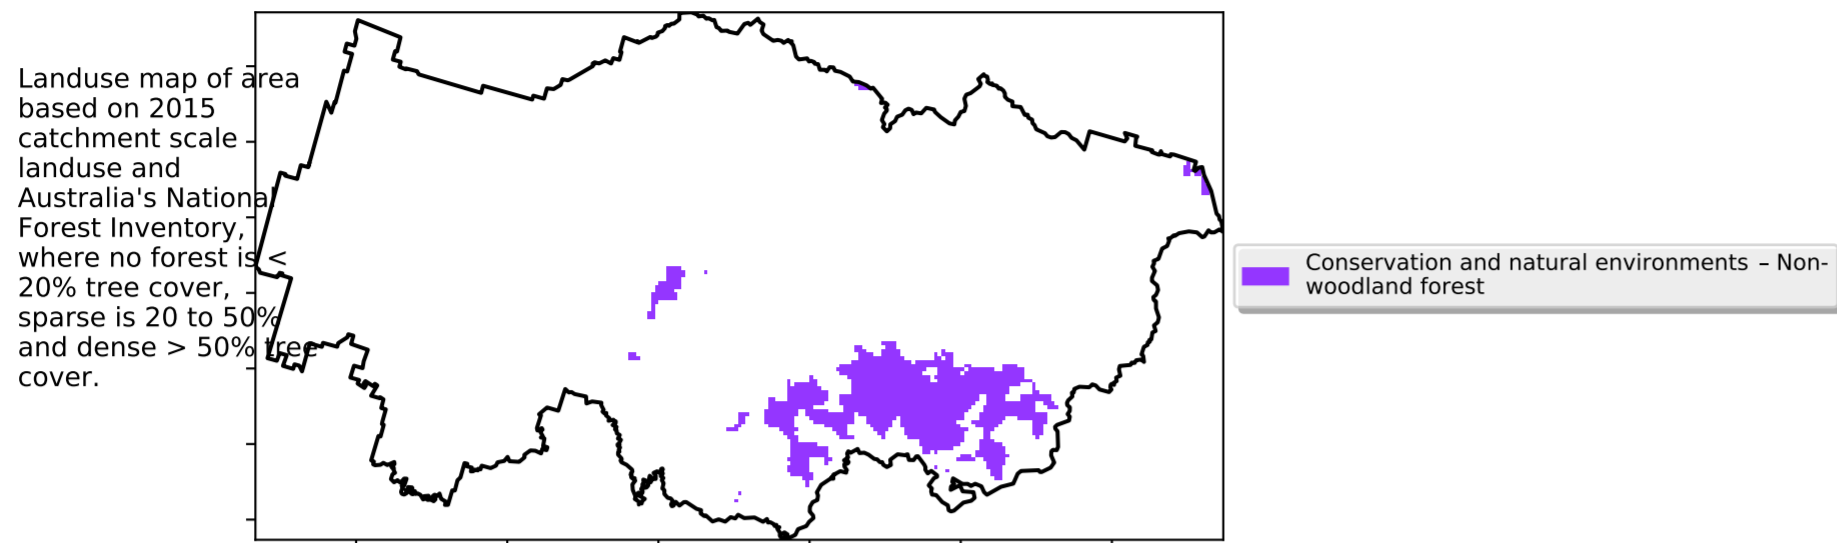 Landuse map of area
based on 2015
catchment scale
landuse and
Australia's National
Forest Inventory,
where no forest is <
20% tree cover,
sparse is 20 to 50%
and dense > 50% tree
cover.
Conservation and natural environments – Non-
woodland forest